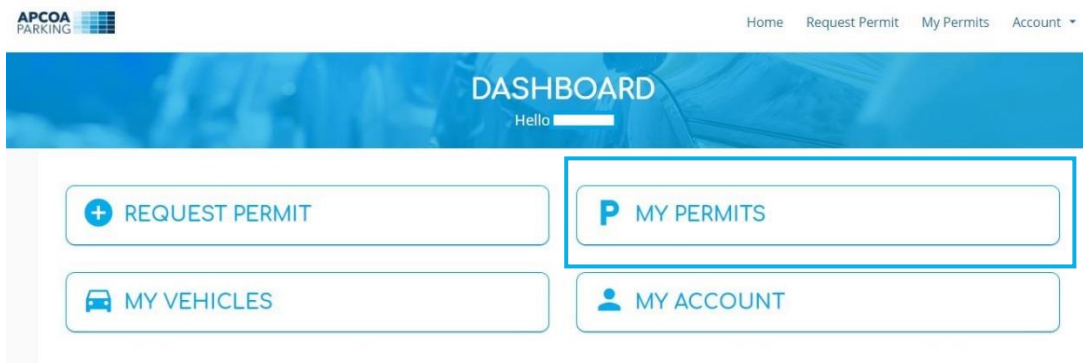 APCOA
PARKING
Home Request Permit My Permits Account
DASHBOARD
Hello
REQUEST PERMIT
P MY PERMITS
MY VEHICLES
MY ACCOUNT